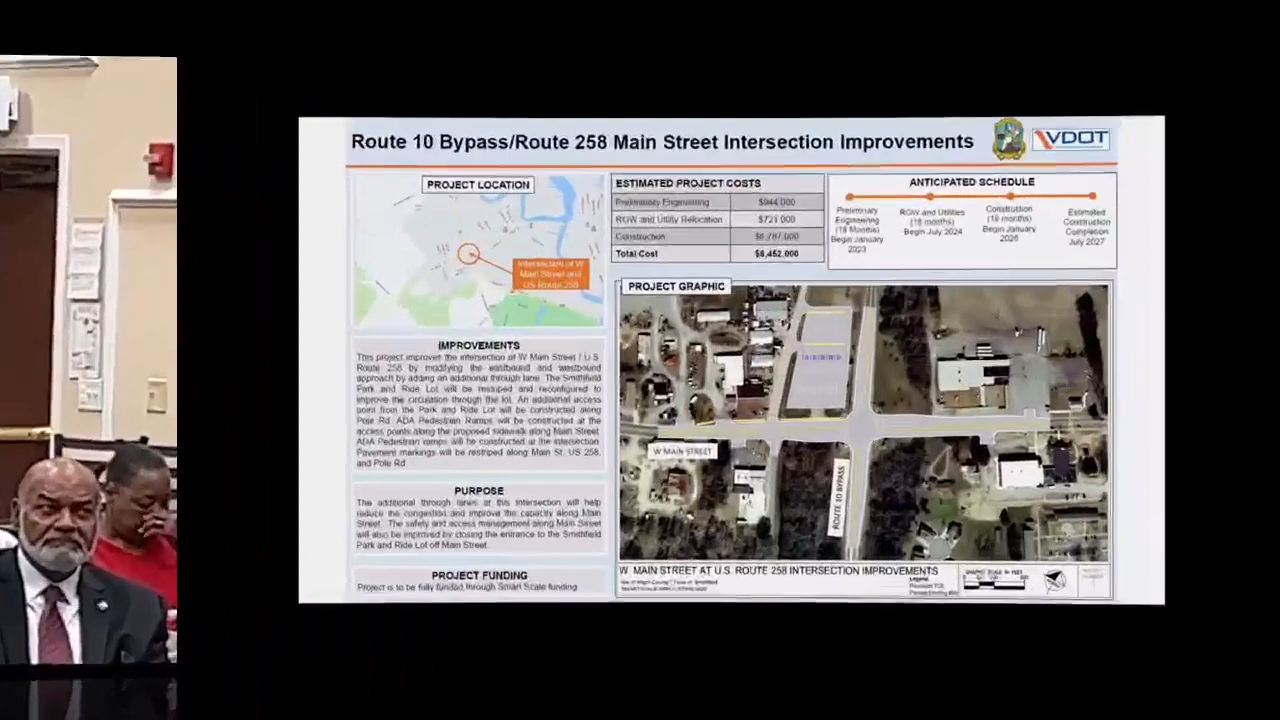 Route 10 Bypass/Route 258 Main Street Intersection Improvements
VDOT
PROJECT LOCATION
Intersection of W
Main Street and
US Route 258
ESTIMATED PROJECT COSTS
Preliminary Engineering $944,000
ROW and Utility Relocation $721,000
Construction $6,787,000
Total Cost $8,452,000
ANTICIPATED SCHEDULE
Preliminary
Engineering
(18 Months)
Begin January
2023
ROW and Utilities
(18 months)
Begin July 2024
Construction
(18 months)
Begin January
2026
Estimated
Construction
Completion
July 2027
IMPROVEMENTS
This project improves the intersection of W Main Street / U.S.
Route 258 by modifying the eastbound and westbound
approach by adding an additional through lane. The Smithfield
Park and Ride Lot will be restriped and reconfigured to
improve the circulation through the lot. An additional access
point from the Park and Ride Lot will be constructed along
Pole Rd. ADA Pedestrian Ramps will be constructed at the
access points along the proposed sidewalk along Main Street.
ADA Pedestrian ramps will be constructed at the intersection.
Pavement markings will be restriped along Main St, US 258,
and Pole Rd
PURPOSE
The additional through lanes at this intersection will help
reduce the congestion and improve the capacity along Main
Street. The safety and access management along Main Street
will also be improved by closing the entrance to the Smithfield
Park and Ride Lot off Main Street.
PROJECT FUNDING
Project is to be fully funded through Smart Scale funding
PROJECT GRAPHIC
W MAIN STREET
ROUTE 10 BYPASS
W. MAIN STREET AT U.S. ROUTE 258 INTERSECTION IMPROVEMENTS
GRAPHIC SCALE IN FEET
Legend